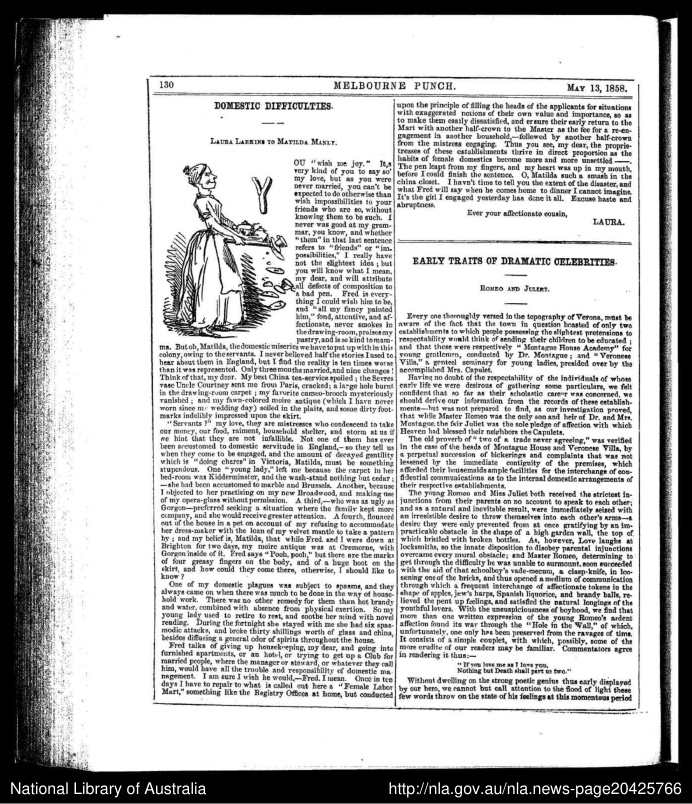 130
MELBOURNE PUNCH.
MAY 13, 1858.
DOMESTIC DIFFICULTIES.
LAURA LARKINS TO MATILDA MANLY.
YOU "wish me joy." It's
very kind of you to say so
my love, but as you were
never married, you can't be
expected to do otherwise than
wish impossibilities to your
friends who are so, without
knowing them to be such. I
never was good at my gram-
mar, you know, and whether
"them" in that last sentence
refers to "friends" or "im-
possibilities," I really have
not the slightest idea; but
you will know what I mean,
my dear, and will attribute
all defects of composition to
a bad pen. Fred is every-
thing I could wish him to be,
and "all my fancy painted
him," fond, attentive, and af-
fectionate, never smokes in
the drawing-room, praises my
pastry, and is so kind to mam-
ma. But oh, Matilda, the domestic miseries we have to put up with in this
colony, owing to the servants. I never believed half the stories I used to
hear about them in England, but I find the reality is ten times worse
than it was represented. Only three months married, and nine changes!
Think of that, my dear. My best China tea-service spoiled; the Sevres
vase Uncle Courtney sent me from Paris, cracked; a large hole burnt
in the drawing-room carpet; my favorite cameo-brooch mysteriously
vanished; and my fawn-colored moire antique (which I have never
worn since my wedding day) soiled in the plaits, and some dirty foot-
marks indelibly impressed upon the skirt.
"Servants?" my love, they are mistresses who condescend to take
our money, our food, raiment, household shelter, and storm at us if
we hint that they are not infallible. Not one of them has ever
been accustomed to domestic servitude in England,—so they tell us
when they come to be engaged, and the amount of decayed gentility
which is "doing chares" in Victoria, Matilda, must be something
stupendous. One "young lady," left me because the carpet in her
bed-room was Kidderminster, and the wash-stand nothing but cedar;
—she had been accustomed to marble and Brussels. Another, because
I objected to her practising on my new Broadwood, and making use
of my opera-glass without permission. A third,—who was as ugly as
Gorgon—preferred seeking a situation where the family kept more
company, and she would receive greater attention. A fourth, flounced
out of the house in a pet on account of my refusing to accommodate
her dress-maker with the loan of my velvet mantle to take a pattern
by; and my belief is, Matilda, that while Fred. and I were down at
Brighton for two days, my moire antique was at Cremorne, with
Gorgon inside of it. Fred says "Pooh, pooh," but there are the marks
of four greasy fingers on the body, and of a huge boot on the
skirt, and how could they come there, otherwise, I should like to
know?
One of my domestic plagues was subject to spasms, and they
always came on when there was much to be done in the way of house-
hold work. There was no other remedy for them than hot brandy
and water, combined with absence from physical exertion. So my
young lady used to retire to rest, and soothe her mind with novel
reading. During the fortnight she stayed with me she had six spas-
modic attacks, and broke thirty shillings worth of glass and china,
besides diffusing a general odor of spirits throughout the house.
Fred talks of giving up housekeeping, my dear, and going into
furnished apartments, or an hotel, or trying to get up a Club for
married people, where the manager or steward, or whatever they call
him, would have all the trouble and responsibility of domestic ma-
nagement. I am sure I wish he would,—Fred. I mean. Once in ten
days I have to repair to what is called out here a "Female Labor
Mart," something like the Registry Offices at home, but conducted
upon the principle of filling the heads of the applicants for situations
with exaggerated notions of their own value and importance, so as
to make them easily dissatisfied, and ensure their early return to the
Mart with another half-crown to the Master as the fee for a re-en-
gagement in another household,—followed by another half-crown
from the mistress engaging. Thus you see, my dear, the proprie-
tresses of these establishments thrive in direct proportion as the
habits of female domestics become more and more unsettled ——.
The pen leapt from my fingers, and my heart was up in my mouth,
before I could finish the sentence. O, Matilda such a smash in the
china closet. I havn't time to tell you the extent of the disaster, and
what Fred will say when he comes home to dinner I cannot imagine.
It's the girl I engaged yesterday has done it all. Excuse haste and
abruptness.
Ever your affectionate cousin,
LAURA.
EARLY TRAITS OF DRAMATIC CELEBRITIES.
ROMEO AND JULIET.
Every one thoroughly versed in the topography of Verona, must be
aware of the fact that the town in question boasted of only two
establishments to which people possessing the slightest pretensions to
respectability would think of sending their children to be educated;
and that these were respectively "Montague House Academy" for
young gentlemen, conducted by Dr. Montague; and "Veronese
Villa," a genteel seminary for young ladies, presided over by the
accomplished Mrs. Capulet.
Having no doubt of the respectability of the individuals of whose
early life we were desirous of gathering some particulars, we felt
confident that so far as their scholastic career was concerned, we
should derive our information from the records of these establish-
ments—but was not prepared to find, as our investigation proved,
that while Master Romeo was the only son and heir of Dr. and Mrs.
Montague, the fair Juliet was the sole pledge of affection with which
Heaven had blessed their neighbors the Capulets.
The old proverb of "two of a trade never agreeing," was verified
in the case of the heads of Montague House and Veronese Villa, by
a perpetual succession of bickerings and complaints that was not
lessened by the immediate contiguity of the premises, which
afforded their housemaids ample facilities for the interchange of con-
fidential communications as to the internal domestic arrangements of
their respective establishments.
The young Romeo and Miss Juliet both received the strictest in-
junctions from their parents on no account to speak to each other;
and as a natural and inevitable result, were immediately seized with
an irresistible desire to throw themselves into each other's arms—a
desire they were only prevented from at once gratifying by an im-
practicable obstacle in the shape of a high garden wall, the top of
which bristled with broken bottles. As, however, Love laughs at
locksmiths, so the innate disposition to disobey parental injunctions
overcame every mural obstacle; and Master Romeo, determining to
get through the difficulty he was unable to surmount, soon succeeded
with the aid of that schoolboy's vade-mecum, a clasp-knife, in loo-
sening one of the bricks, and thus opened a medium of communication
through which a frequent interchange of affectionate tokens in the
shape of apples, jew's harps, Spanish liquorice, and brandy balls, re-
lieved the pent up feelings, and satisfied the natural longings of the
youthful lovers. With the unsuspiciousness of boyhood, we find that
more than one written expression of the young Romeo's ardent
affection found its way through the "Hole in the Wall," of which,
unfortunately, one only has been preserved from the ravages of time.
It consists of a simple couplet, with which, possibly, some of the
more erudite of our readers may be familiar. Commentators agree
in rendering it thus:—
"If you love me as I love you,
Nothing but Death shall part us two."
Without dwelling on the strong poetic genius thus early displayed
by our hero, we cannot but call attention to the flood of light these
few words throw on the state of his feelings at this momentous period
National Library of Australia
http://nla.gov.au/nla.news-page20425766